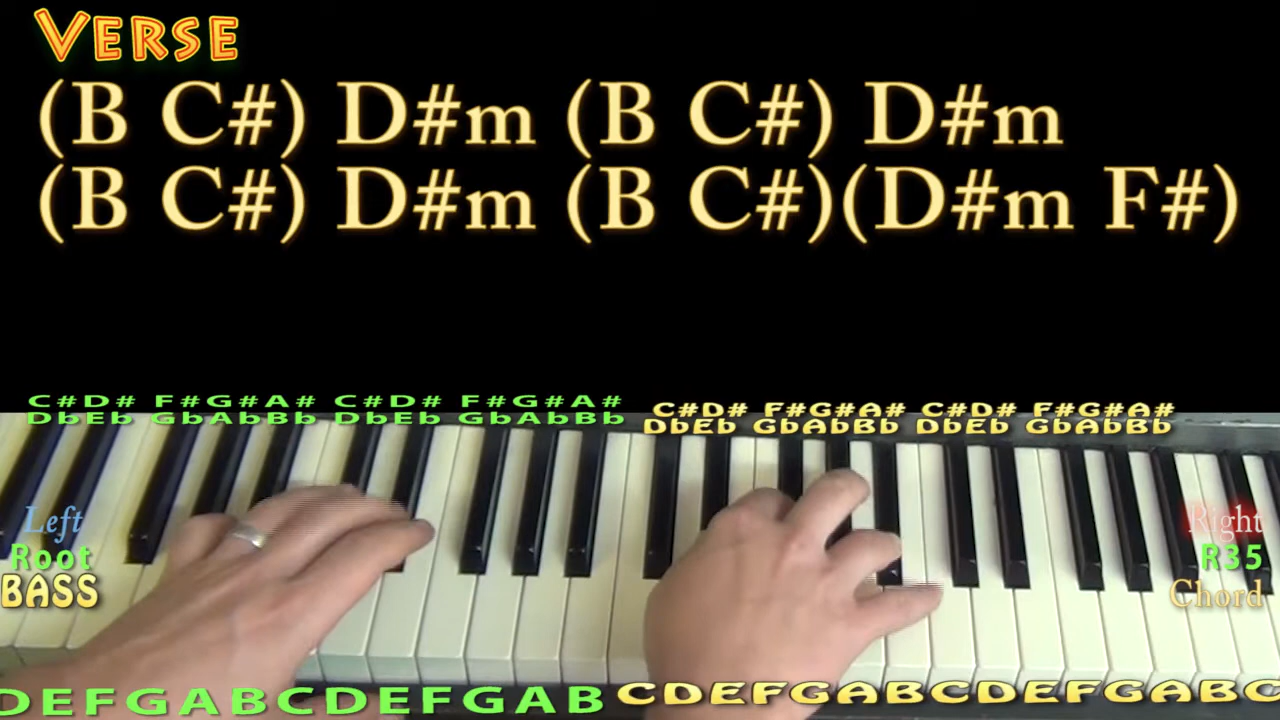 VERSE
(B C#) D#m (B C#) D#m
(B C#) D#m (B C#)(D#m F#)
C#D# F#G#A# C#D# F#G#A#
DbEb GbAbBb DbEb GbAbBb
C#D# F#G#A# C#D# F#G#A#
DbEb GbAbBb DbEb GbAbBb
Left
Root
BASS
Right
R35
Chord
DEFGABCDEFGAB
CDEFGABCDEFGABC